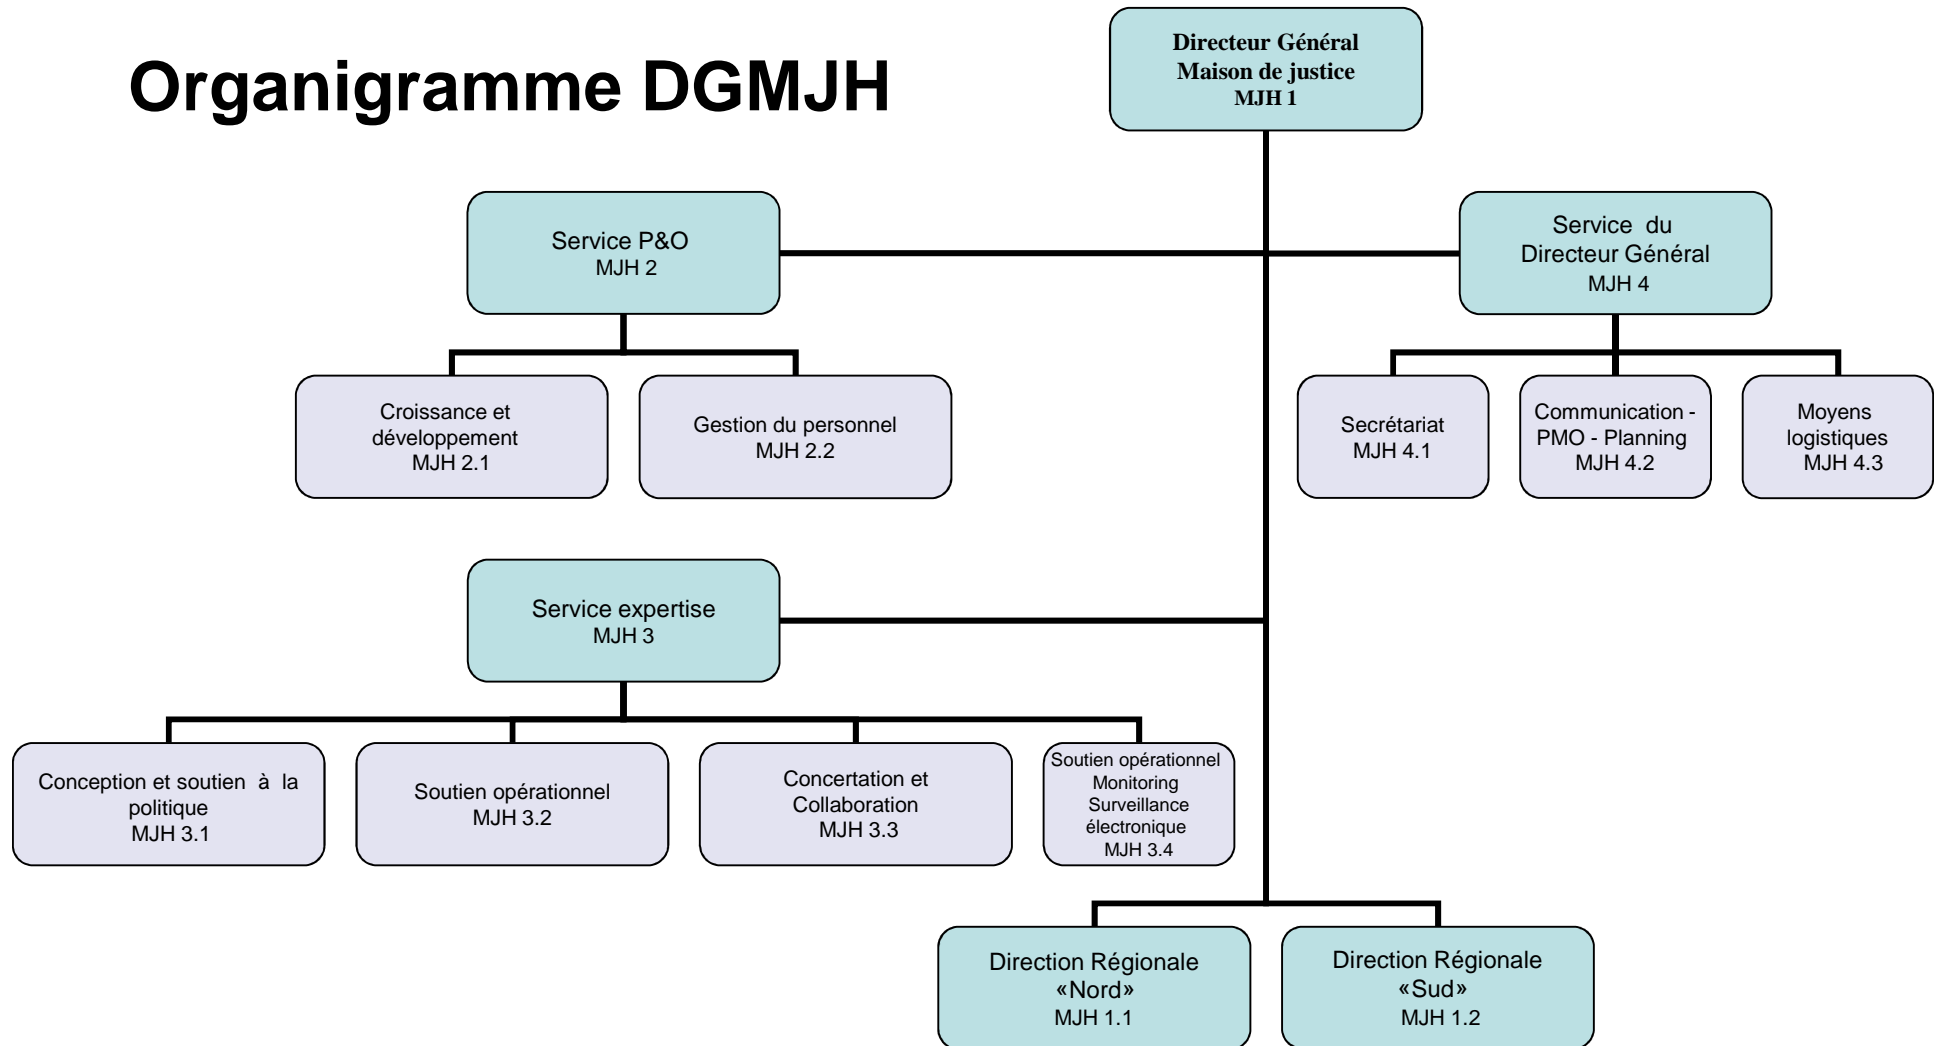 Organigramme DGMJH
Directeur Général
Maison de justice
MJH 1
Service P&O
MJH 2
Service du
Directeur Général
MJH 4
Croissance et
développement
MJH 2.1
Gestion du personnel
MJH 2.2
Secrétariat
MJH 4.1
Communication -
PMO - Planning
MJH 4.2
Moyens
logistiques
MJH 4.3
Service expertise
MJH 3
Conception et soutien à la
politique
MJH 3.1
Soutien opérationnel
MJH 3.2
Concertation et
Collaboration
MJH 3.3
Soutien opérationnel
Monitoring
Surveillance
électronique
MJH 3.4
Direction Régionale
«Nord»
MJH 1.1
Direction Régionale
«Sud»
MJH 1.2